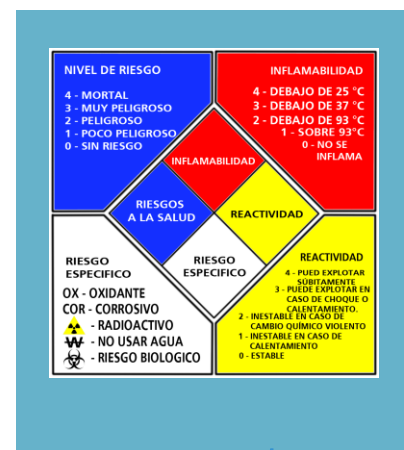 NIVEL DE RIESGO
4 - MORTAL
3 - MUY PELIGROSO
2 - PELIGROSO
1 - POCO PELIGROSO
0 - SIN RIESGO
INFLAMABILIDAD
4 - DEBAJO DE 25 °C
3 - DEBAJO DE 37 °C
2 - DEBAJO DE 93 °C
1 - SOBRE 93°C
0 - NO SE
INFLAMA
INFLAMABILIDAD
RIESGOS
A LA SALUD
REACTIVIDAD
RIESGO
ESPECIFICO
RIESGO
ESPECIFICO
OX - OXIDANTE
COR - CORROSIVO
- RADIOACTIVO
W - NO USAR AGUA
- RIESGO BIOLOGICO
REACTIVIDAD
4 - PUED EXPLOTAR
SÚBITAMENTE
3 - PUEDE EXPLOTAR EN
CASO DE CHOQUE O
CALENTAMIENTO.
2 - INESTABLE EN CASO DE
CAMBIO QUÍMICO VIOLENTO
1 - INESTABLE EN CASO DE
CALENTAMIENTO
0 - ESTABLE